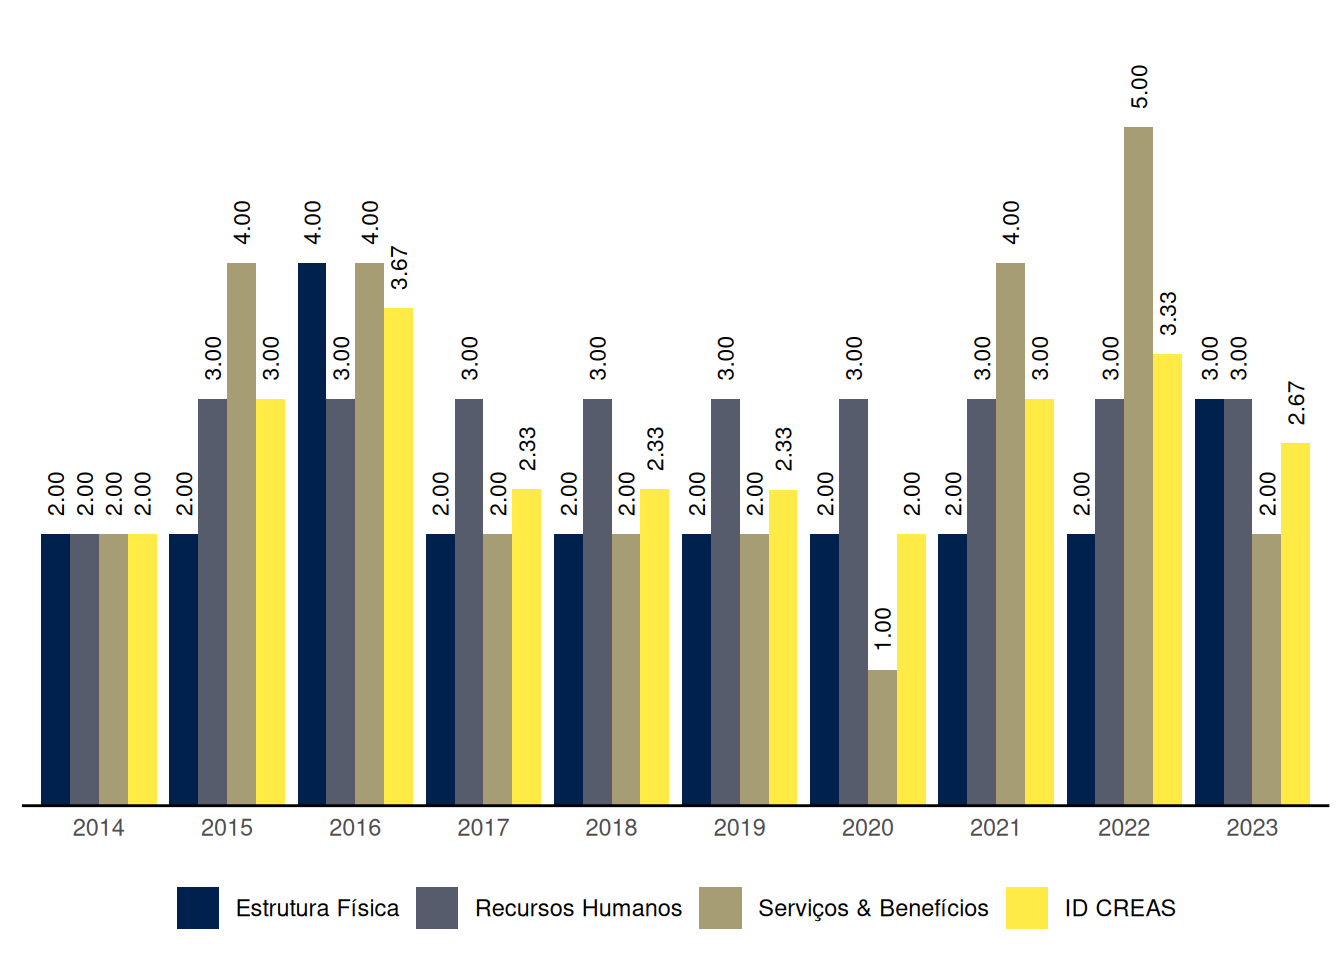 5.00
4.00 4.00 4.00 4.00
3.67
3.33
3.00 3.00 3.00 3.00 3.00 3.00 3.00 3.00 3.00 3.00 3.00 3.00
2.67
2.33 2.33 2.33
2.00 2.00 2.00 2.00 2.00 2.00 2.00 2.00 2.00 2.00 2.00 2.00 2.00 2.00 2.00 2.00 2.00
1.00
2014 2015 2016 2017 2018 2019 2020 2021 2022 2023
Estrutura Física Recursos Humanos Serviços & Benefícios ID CREAS